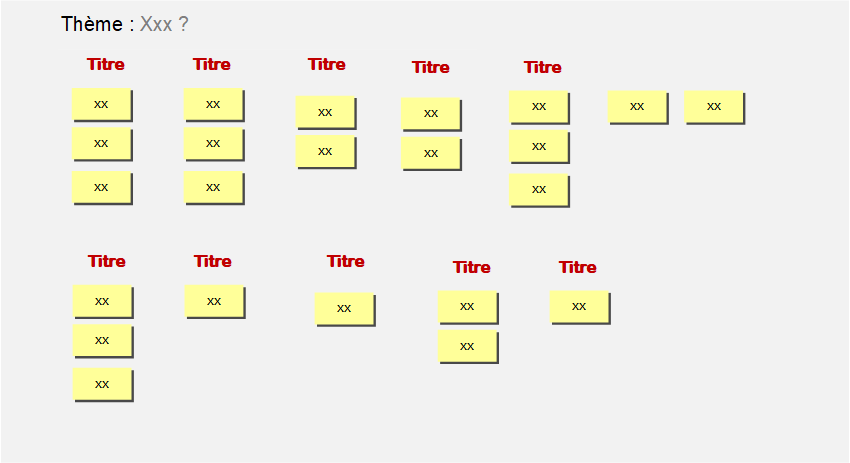 Thème : Xxx ?
Titre Titre Titre Titre Titre
xx xx xx xx xx xx xx
xx xx xx xx xx
xx xx xx
Titre Titre Titre Titre Titre
xx xx xx xx xx
xx xx
xx